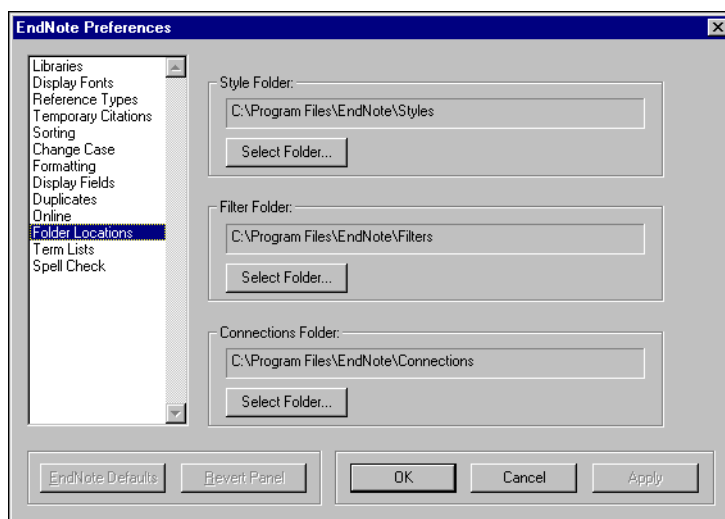 EndNote Preferences
Libraries
Display Fonts
Reference Types
Temporary Citations
Sorting
Change Case
Formatting
Display Fields
Duplicates
Online
Folder Locations
Term Lists
Spell Check
Style Folder:
C:\Program Files\EndNote\Styles
Select Folder...
Filter Folder:
C:\Program Files\EndNote\Filters
Select Folder...
Connections Folder:
C:\Program Files\EndNote\Connections
Select Folder...
EndNote Defaults
Revert Panel
OK
Cancel
Apply